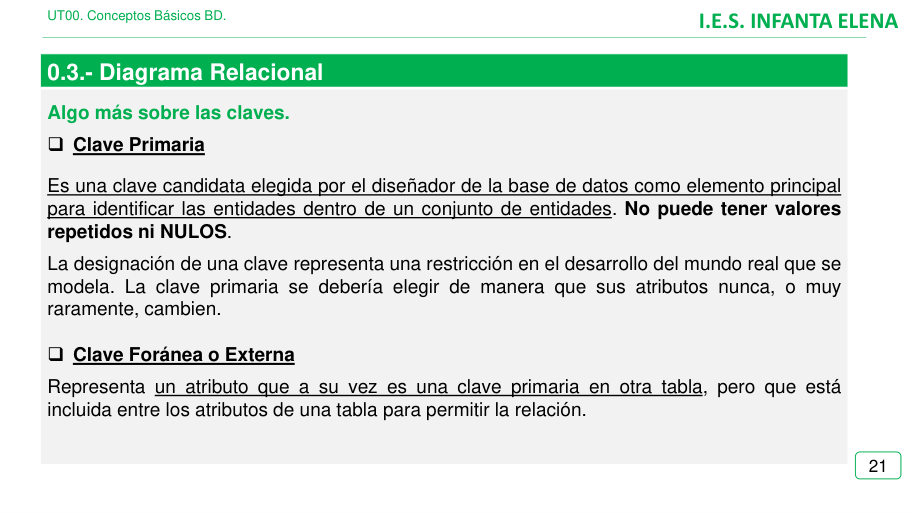 UT00. Conceptos Básicos BD.
I.E.S. INFANTA ELENA
0.3.- Diagrama Relacional
Algo más sobre las claves.
❑ Clave Primaria
Es una clave candidata elegida por el diseñador de la base de datos como elemento principal
para identificar las entidades dentro de un conjunto de entidades. No puede tener valores
repetidos ni NULOS.
La designación de una clave representa una restricción en el desarrollo del mundo real que se
modela. La clave primaria se debería elegir de manera que sus atributos nunca, o muy
raramente, cambien.
❑ Clave Foránea o Externa
Representa un atributo que a su vez es una clave primaria en otra tabla, pero que está
incluida entre los atributos de una tabla para permitir la relación.
21